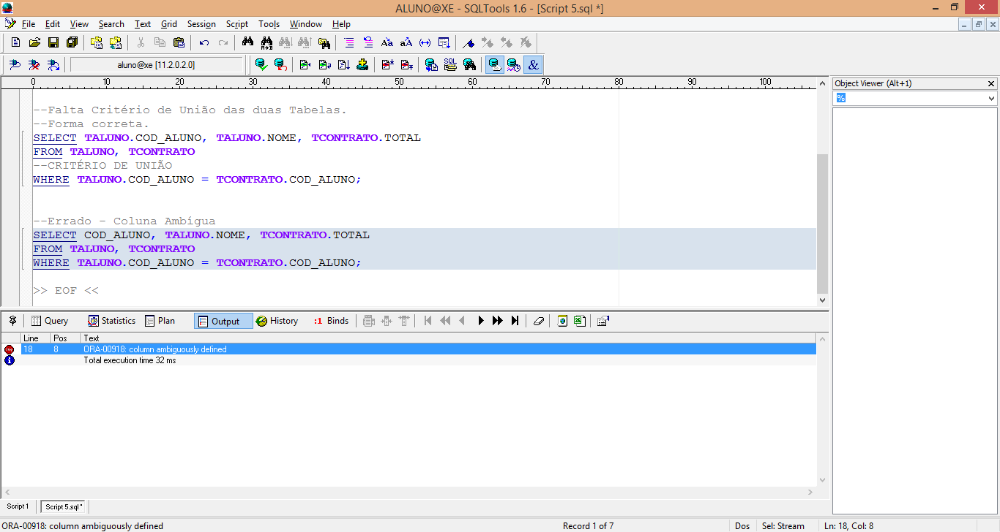 ALUNO@XE - SQLTools 1.6 - [Script 5.sql *]
File Edit View Search Text Grid Session Script Tools Window Help
aluno@xe [11.2.0.2.0]
SQL
&
0 10 20 30 40 50 60 70 80 90 100
Object Viewer (Alt+1)
%
--Falta Critério de União das duas Tabelas.
--Forma correta.
SELECT TALUNO.COD_ALUNO, TALUNO.NOME, TCONTRATO.TOTAL
FROM TALUNO, TCONTRATO
--CRITÉRIO DE UNIÃO
WHERE TALUNO.COD_ALUNO = TCONTRATO.COD_ALUNO;
--Errado - Coluna Ambígua
SELECT COD_ALUNO, TALUNO.NOME, TCONTRATO.TOTAL
FROM TALUNO, TCONTRATO
WHERE TALUNO.COD_ALUNO = TCONTRATO.COD_ALUNO;
>> EOF <<
Query Statistics Plan Output History :1 Binds
Line Pos Text
18 8 ORA-00918: column ambiguously defined
Total execution time 32 ms
Script 1 Script 5.sql *
ORA-00918: column ambiguously defined Record 1 of 7 Dos Sel: Stream Ln: 18, Col: 8